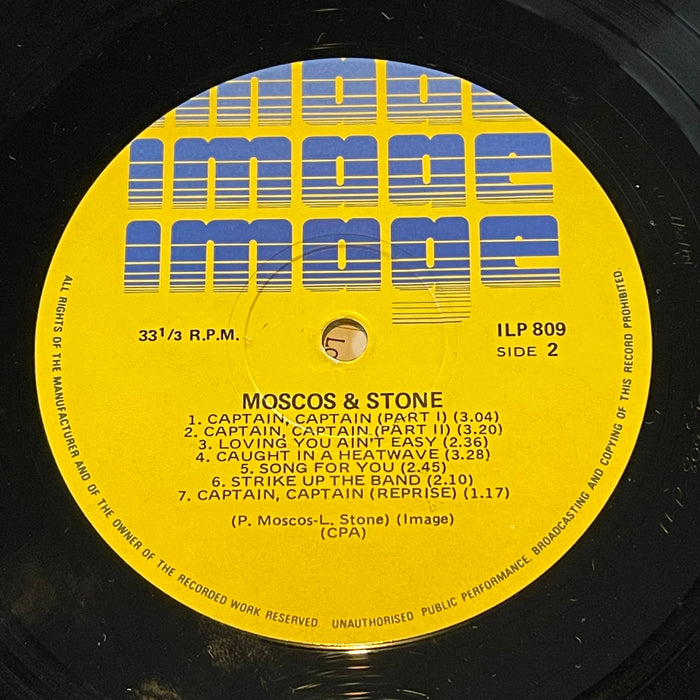 image
image
image
33 1/3 R.P.M.
ILP 809
SIDE 2
MOSCOS & STONE
1. CAPTAIN, CAPTAIN (PART I) (3.04)
2. CAPTAIN, CAPTAIN (PART II) (3.20)
3. LOVING YOU AIN'T EASY (2.36)
4. CAUGHT IN A HEATWAVE (3.28)
5. SONG FOR YOU (2.45)
6. STRIKE UP THE BAND (2.10)
7. CAPTAIN, CAPTAIN (REPRISE) (1.17)
(P. Moscos-L. Stone) (Image)
(CPA)
ALL RIGHTS OF THE MANUFACTURER AND OF THE OWNER OF THE RECORDED WORK RESERVED. UNAUTHORISED PUBLIC PERFORMANCE, BROADCASTING AND COPYING OF THIS RECORD PROHIBITED.